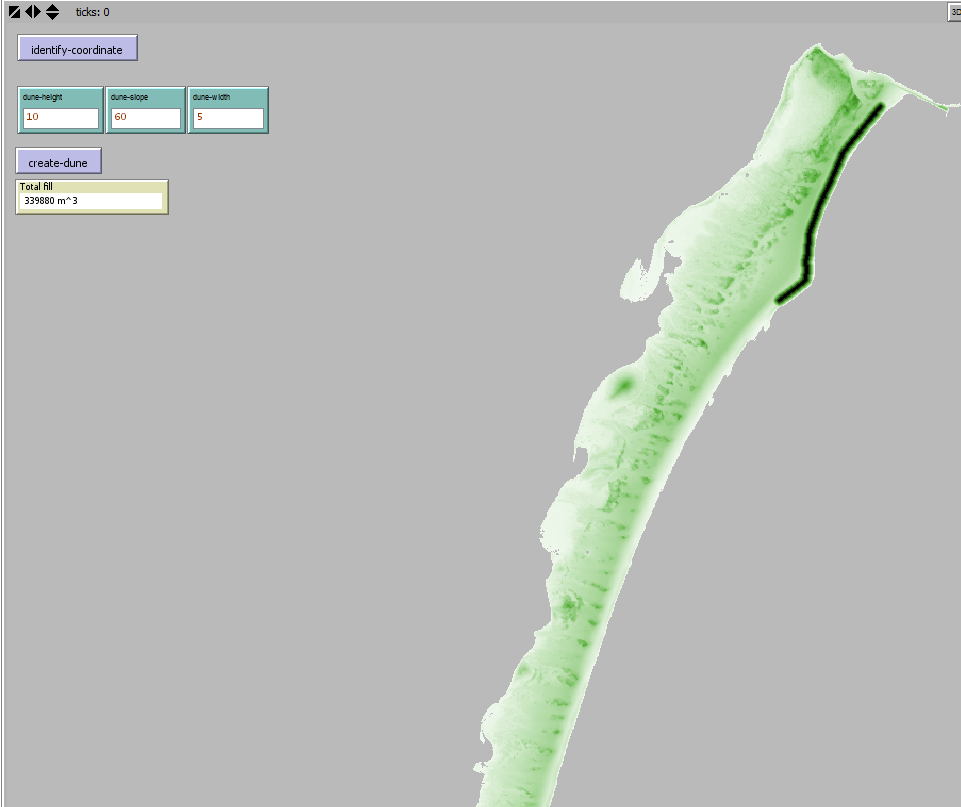 ticks: 0
3D
identify-coordinate
dune-height dune-slope dune-width
10 60 5
create-dune
Total fill
339880 m^3